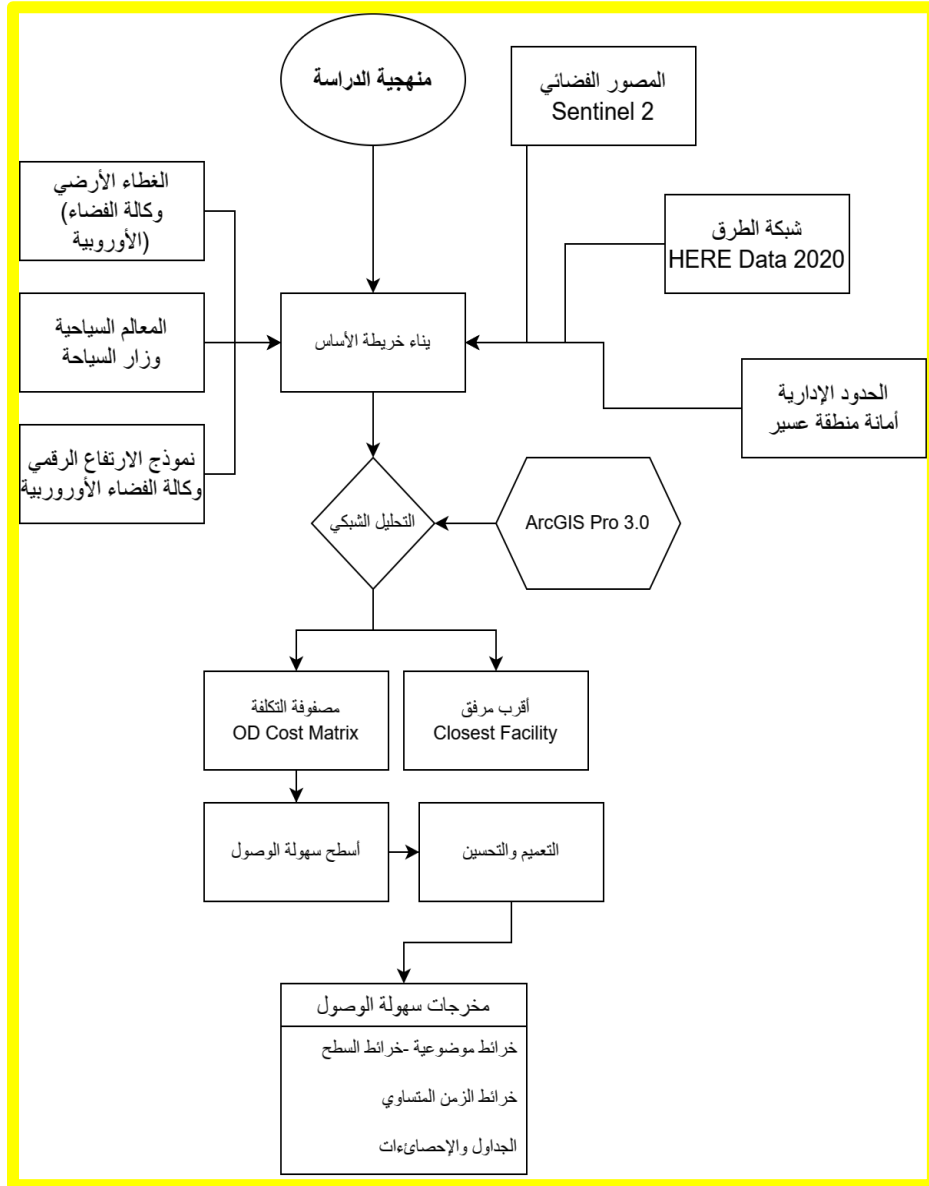 منهجية الدراسة
المصور الفضائي
Sentinel 2
الغطاء الأرضي
وكالة الفضاء)
(الأوروبية
شبكة الطرق
HERE Data 2020
المعالم السياحية
وزار السياحة
يناء خريطة الأساس
الحدود الإدارية
أمانة منطقة عسير
نموذج الارتفاع الرقمي
وكالة الفضاء الأوروربية
التحليل الشبكي
ArcGIS Pro 3.0
مصفوفة التكلفة
OD Cost Matrix
أقرب مرفق
Closest Facility
أسطح سهولة الوصول
التعميم والتحسين
مخرجات سهولة الوصول
خرائط موضوعية -خرائط السطح
خرائط الزمن المتساوي
الجداول والإحصائءات